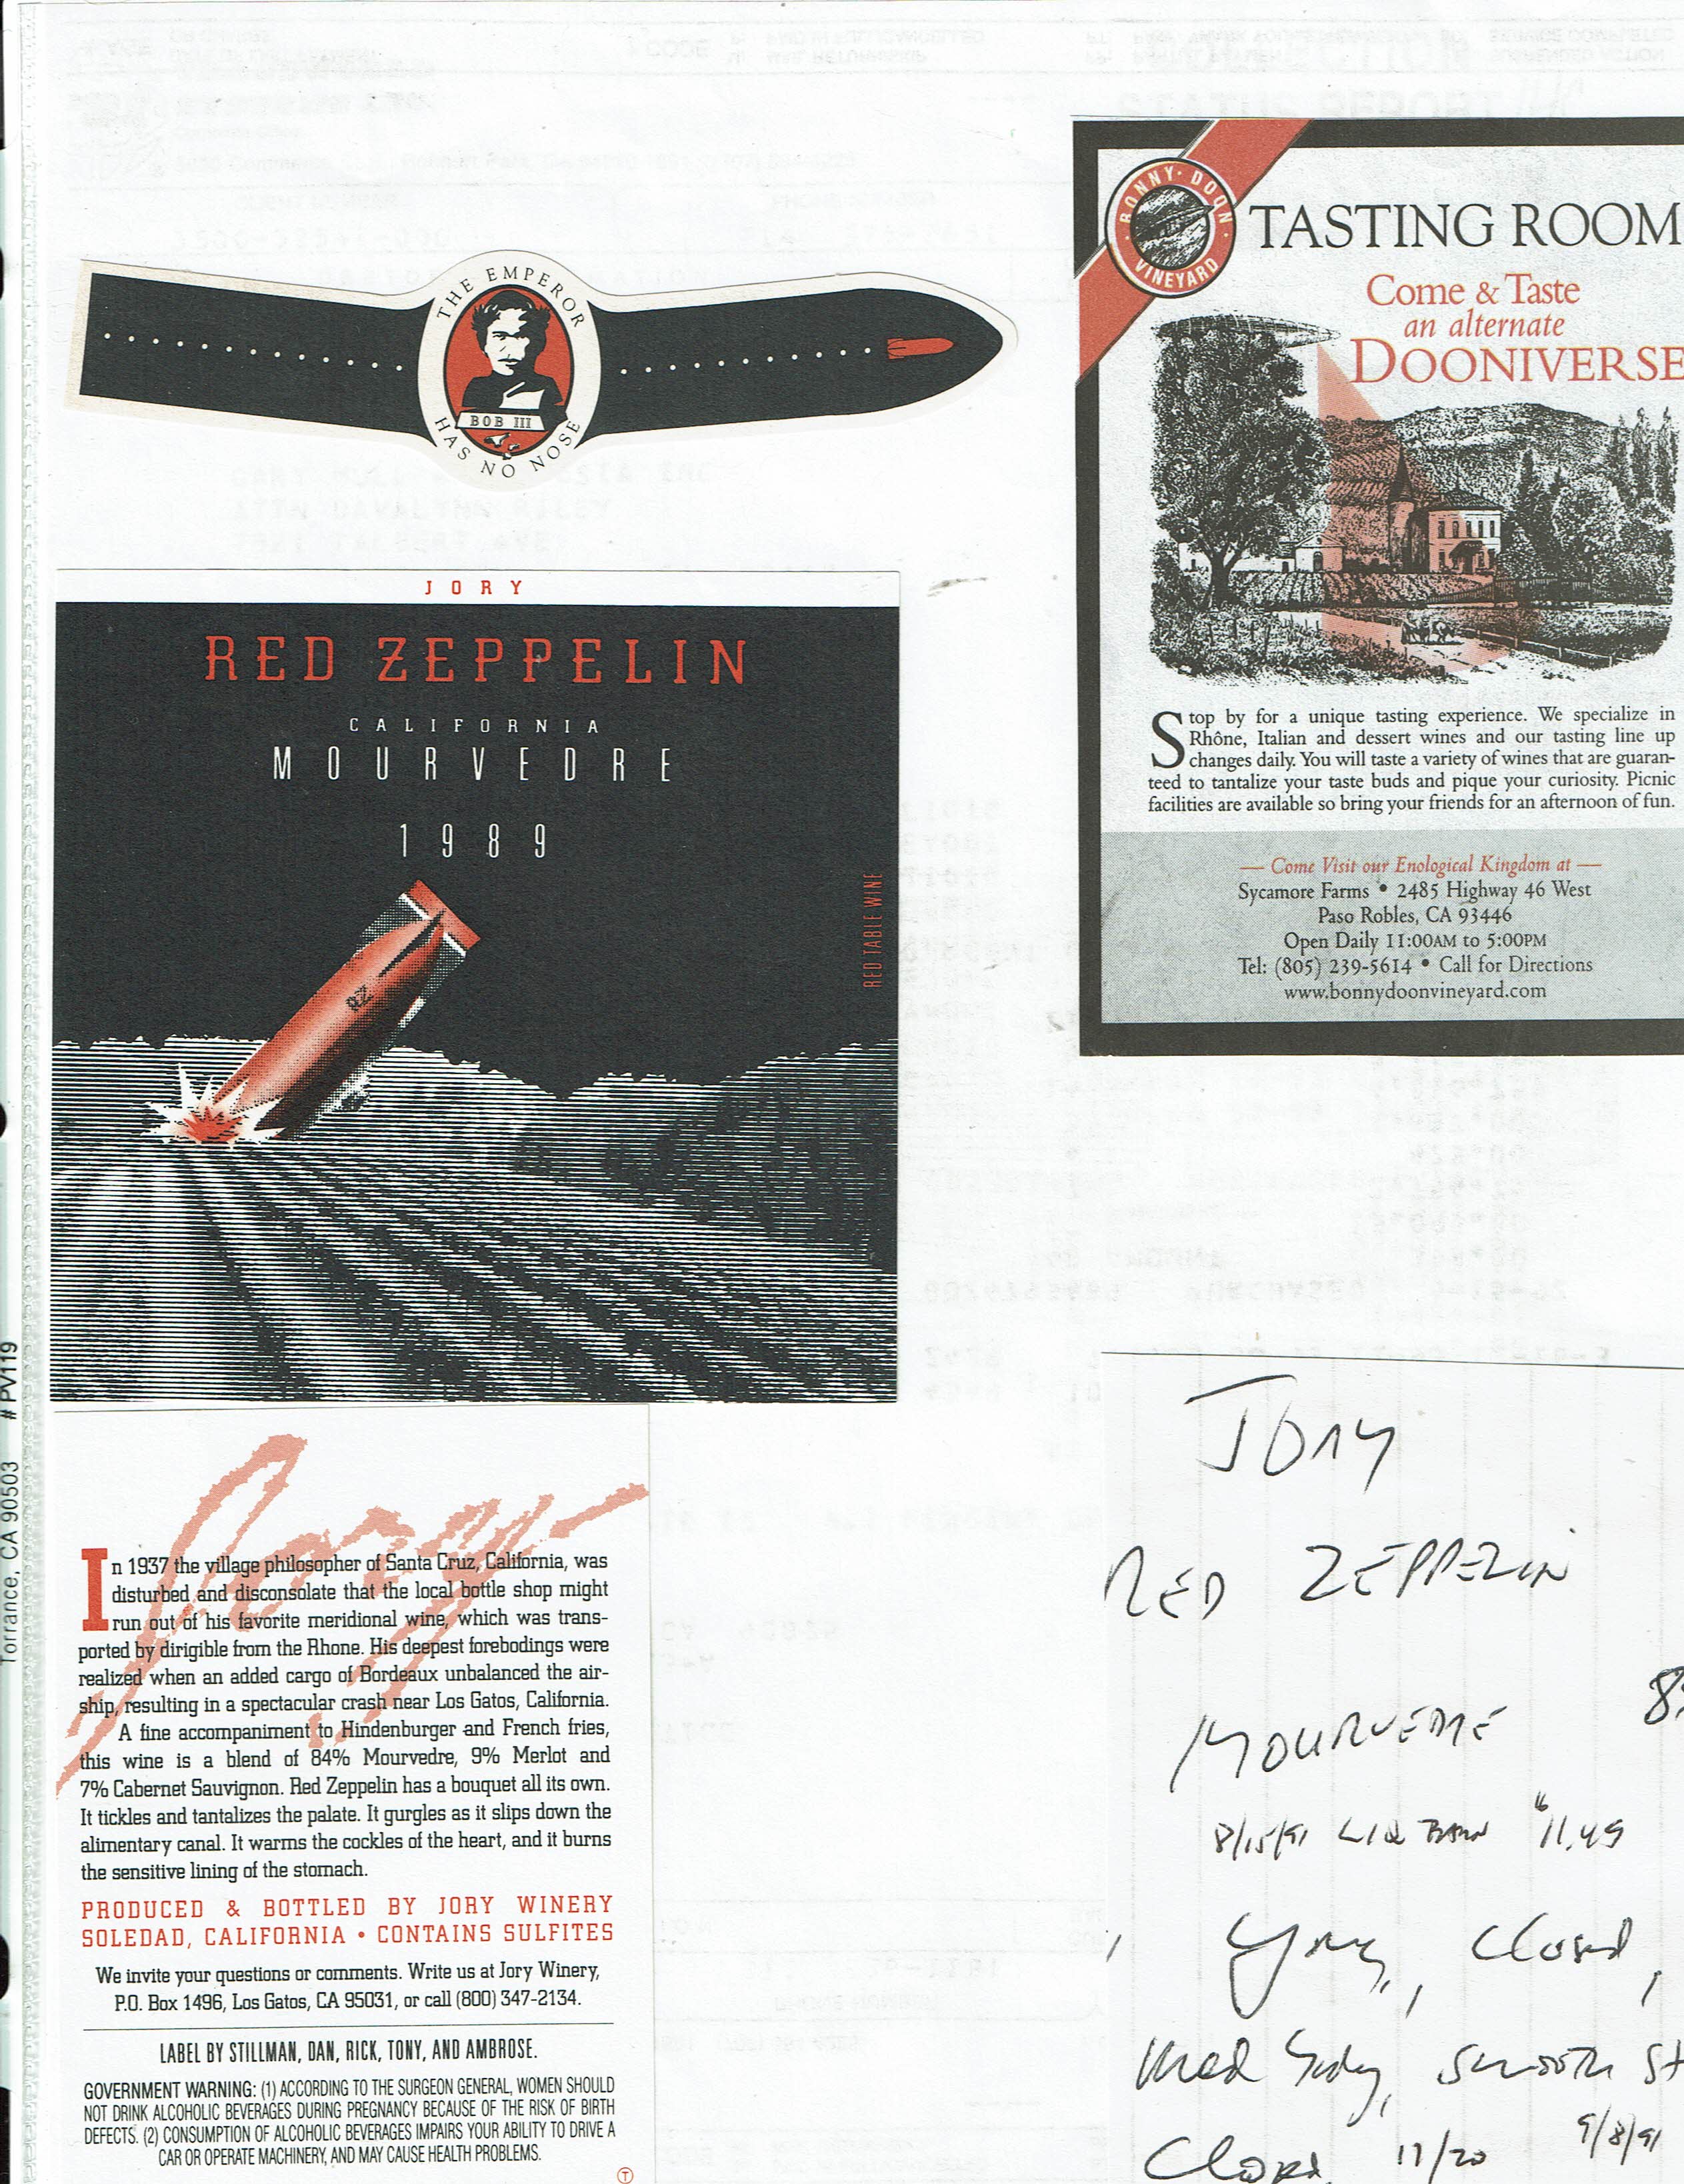 THE EMPEROR
HAS NO NOSE
BOB III
BONNY · DOON
VINEYARD
TASTING ROOM
Come & Taste
an alternate
DOONIVERSE
Stop by for a unique tasting experience. We specialize in
Rhône, Italian and dessert wines and our tasting line up
changes daily. You will taste a variety of wines that are guaran-
teed to tantalize your taste buds and pique your curiosity. Picnic
facilities are available so bring your friends for an afternoon of fun.
— Come Visit our Enological Kingdom at —
Sycamore Farms • 2485 Highway 46 West
Paso Robles, CA 93446
Open Daily 11:00AM to 5:00PM
Tel: (805) 239-5614 • Call for Directions
www.bonnydoonvineyard.com
JORY
RED ZEPPELIN
CALIFORNIA
MOURVEDRE
1989
RED TABLE WINE
RZ
Jory
In 1937 the village philosopher of Santa Cruz, California, was
disturbed and disconsolate that the local bottle shop might
run out of his favorite meridional wine, which was trans-
ported by dirigible from the Rhone. His deepest forebodings were
realized when an added cargo of Bordeaux unbalanced the air-
ship, resulting in a spectacular crash near Los Gatos, California.
A fine accompaniment to Hindenburger and French fries,
this wine is a blend of 84% Mourvedre, 9% Merlot and
7% Cabernet Sauvignon. Red Zeppelin has a bouquet all its own.
It tickles and tantalizes the palate. It gurgles as it slips down the
alimentary canal. It warms the cockles of the heart, and it burns
the sensitive lining of the stomach.
PRODUCED & BOTTLED BY JORY WINERY
SOLEDAD, CALIFORNIA • CONTAINS SULFITES
We invite your questions or comments. Write us at Jory Winery,
P.O. Box 1496, Los Gatos, CA 95031, or call (800) 347-2134.
LABEL BY STILLMAN, DAN, RICK, TONY, AND AMBROSE.
GOVERNMENT WARNING: (1) ACCORDING TO THE SURGEON GENERAL, WOMEN SHOULD
NOT DRINK ALCOHOLIC BEVERAGES DURING PREGNANCY BECAUSE OF THE RISK OF BIRTH
DEFECTS. (2) CONSUMPTION OF ALCOHOLIC BEVERAGES IMPAIRS YOUR ABILITY TO DRIVE A
CAR OR OPERATE MACHINERY, AND MAY CAUSE HEALTH PROBLEMS.
T
Torrance, CA 90503 #PV119
JORY
RED ZEPPELIN
MOURVEDRE
8/15/91 LIQ BARN $11.49
Young, Closed,
Med body, smooth
Closed 17/20 9/8/91